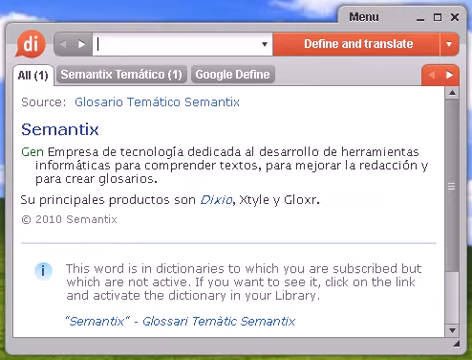 Menu
di
Define and translate
All (1)
Semantix Temático (1)
Google Define
Source: Glosario Temático Semantix
Semantix
Gen Empresa de tecnología dedicada al desarrollo de herramientas
informáticas para comprender textos, para mejorar la redacción y
para crear glosarios.
Su principales productos son Dixio, Xtyle y Gloxr.
© 2010 Semantix
i
This word is in dictionaries to which you are subscribed but
which are not active. If you want to see it, click on the link
and activate the dictionary in your Library.
"Semantix" - Glossari Temàtic Semantix